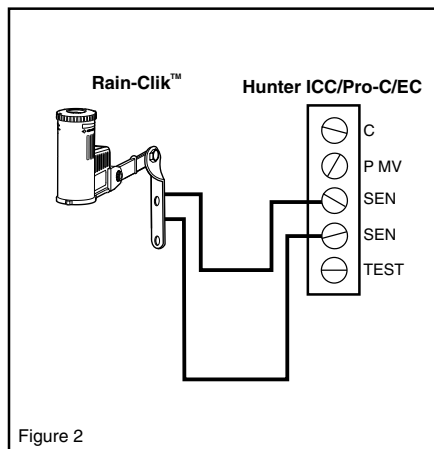 Rain-Clik™
Hunter ICC/Pro-C/EC
C
P MV
SEN
SEN
TEST
Figure 2